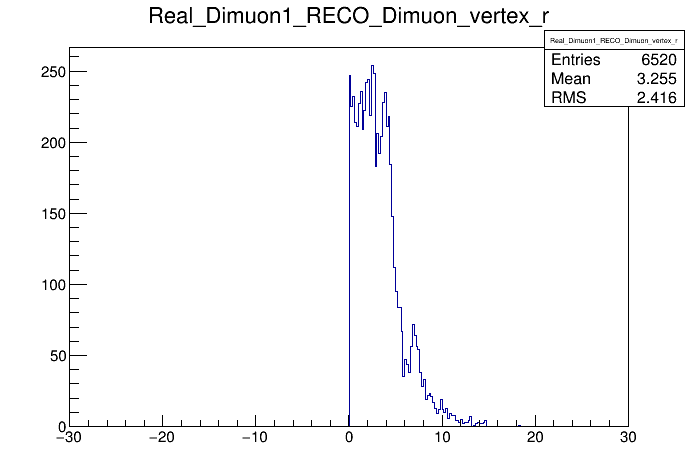 Real_Dimuon1_RECO_Dimuon_vertex_r
Real_Dimuon1_RECO_Dimuon_vertex_r
Entries 6520
Mean 3.255
RMS 2.416
250
200
150
100
50
0
−30 −20 −10 0 10 20 30